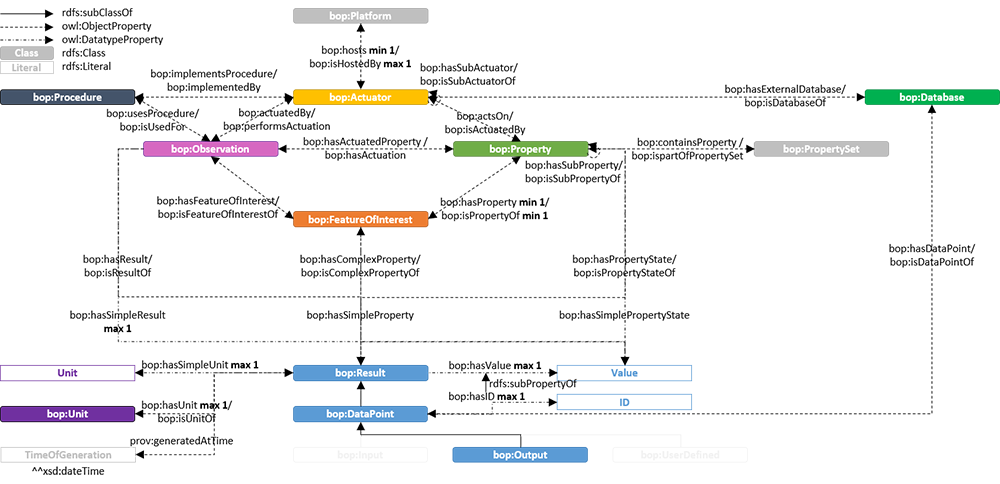 rdfs:subClassOf
owl:ObjectProperty
owl:DatatypeProperty
Class rdfs:Class
Literal rdfs:Literal
bop:Platform
bop:hosts min 1/
bop:isHostedBy max 1
bop:implementsProcedure/
bop:implementedBy
bop:hasSubActuator/
bop:isSubActuatorOf
bop:hasExternalDatabase/
bop:isDatabaseOf
bop:Procedure
bop:Actuator
bop:Database
bop:usesProcedure/
bop:isUsedFor
bop:actuatedBy/
bop:performsActuation
bop:actsOn/
bop:isActuatedBy
bop:Observation
bop:hasActuatedProperty /
bop:hasActuation
bop:Property
bop:containsProperty /
bop:ispartOfPropertySet
bop:PropertySet
bop:hasSubProperty/
bop:isSubPropertyOf
bop:hasFeatureOfInterest/
bop:isFeatureOfInterestOf
bop:hasProperty min 1/
bop:isPropertyOf min 1
bop:FeatureOfInterest
bop:hasResult/
bop:isResultOf
bop:hasComplexProperty/
bop:isComplexPropertyOf
bop:hasPropertyState/
bop:isPropertyStateOf
bop:hasDataPoint/
bop:isDataPointOf
bop:hasSimpleResult
max 1
bop:hasSimpleProperty
bop:hasSimplePropertyState
Unit
bop:hasSimpleUnit max 1
bop:Result
bop:hasValue max 1
Value
rdfs:subPropertyOf
bop:hasID max 1
ID
bop:Unit
bop:hasUnit max 1/
bop:isUnitOf
bop:DataPoint
prov:generatedAtTime
TimeOfGeneration
^^xsd:dateTime
bop:Input
bop:Output
bop:UserDefined